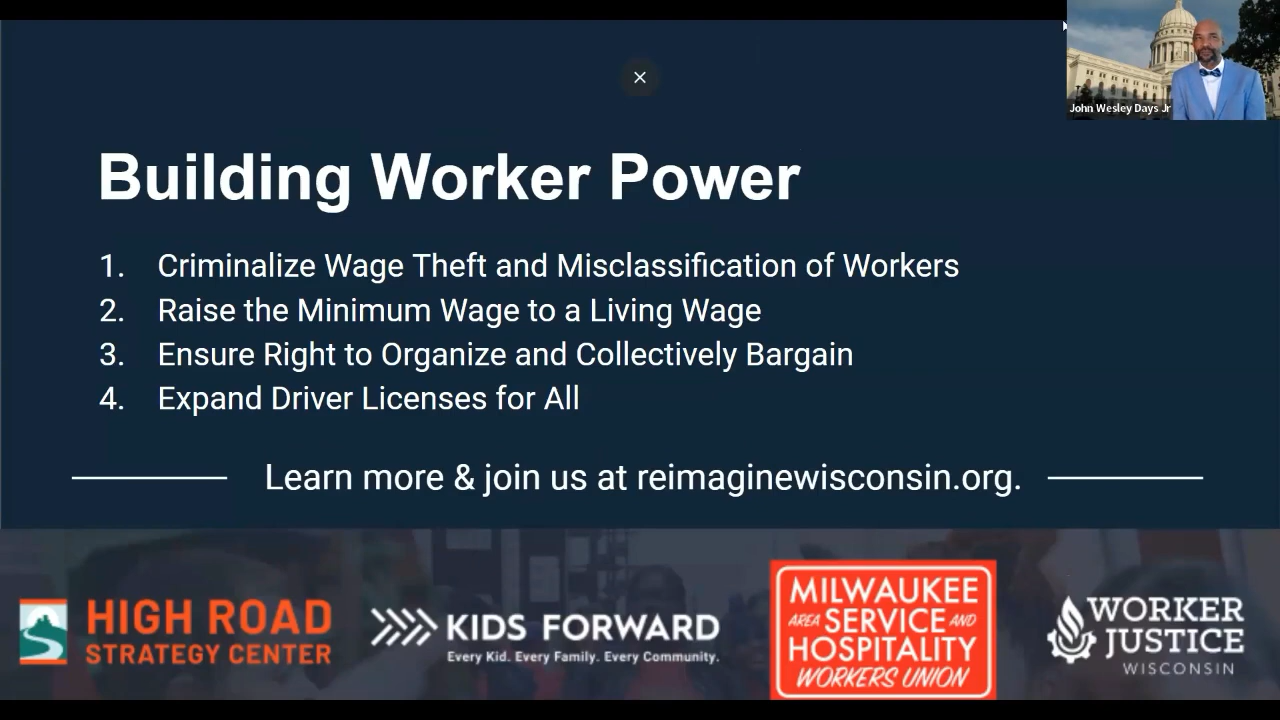 John Wesley Days Jr
Building Worker Power
1. Criminalize Wage Theft and Misclassification of Workers
2. Raise the Minimum Wage to a Living Wage
3. Ensure Right to Organize and Collectively Bargain
4. Expand Driver Licenses for All
Learn more & join us at reimaginewisconsin.org.
HIGH ROAD
STRATEGY CENTER
KIDS FORWARD
Every Kid. Every Family. Every Community.
MILWAUKEE
AREA SERVICE AND
HOSPITALITY
WORKERS UNION
WORKER
JUSTICE
WISCONSIN